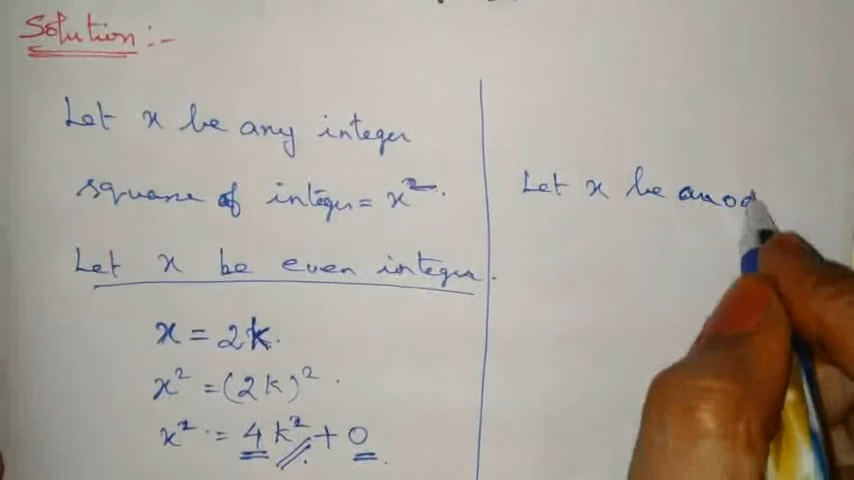 Solution :-
Let x be any integer
square of integer = x².
Let x be even integer.
x = 2k.
x² = (2k)².
x² = 4k² + 0.
Let x be an od